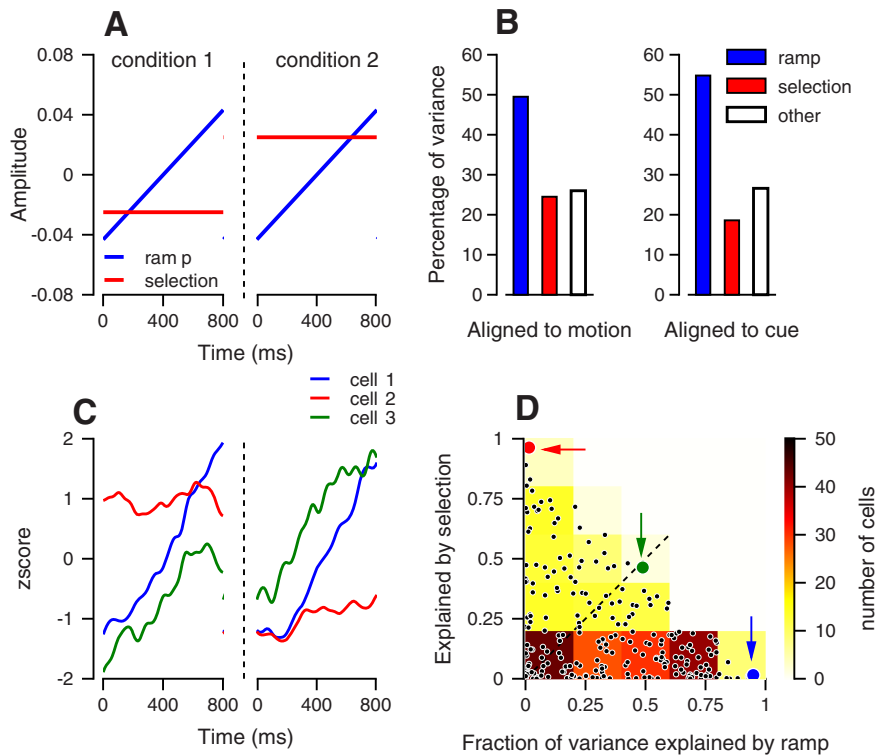 A
condition 1
condition 2
Amplitude
0.08
0.04
0
-0.04
-0.08
ram p
selection
0
400
800
0
400
800
Time (ms)
B
Percentage of variance
60
50
40
30
20
10
0
Aligned to motion
60
50
40
30
20
10
0
Aligned to cue
ramp
selection
other
C
cell 1
cell 2
cell 3
zscore
2
1
0
-1
-2
0
400
800
0
400
800
Time (ms)
D
Explained by selection
1
0.75
0.5
0.25
0
0
0.25
0.5
0.75
1
Fraction of variance explained by ramp
50
40
30
20
10
0
number of cells